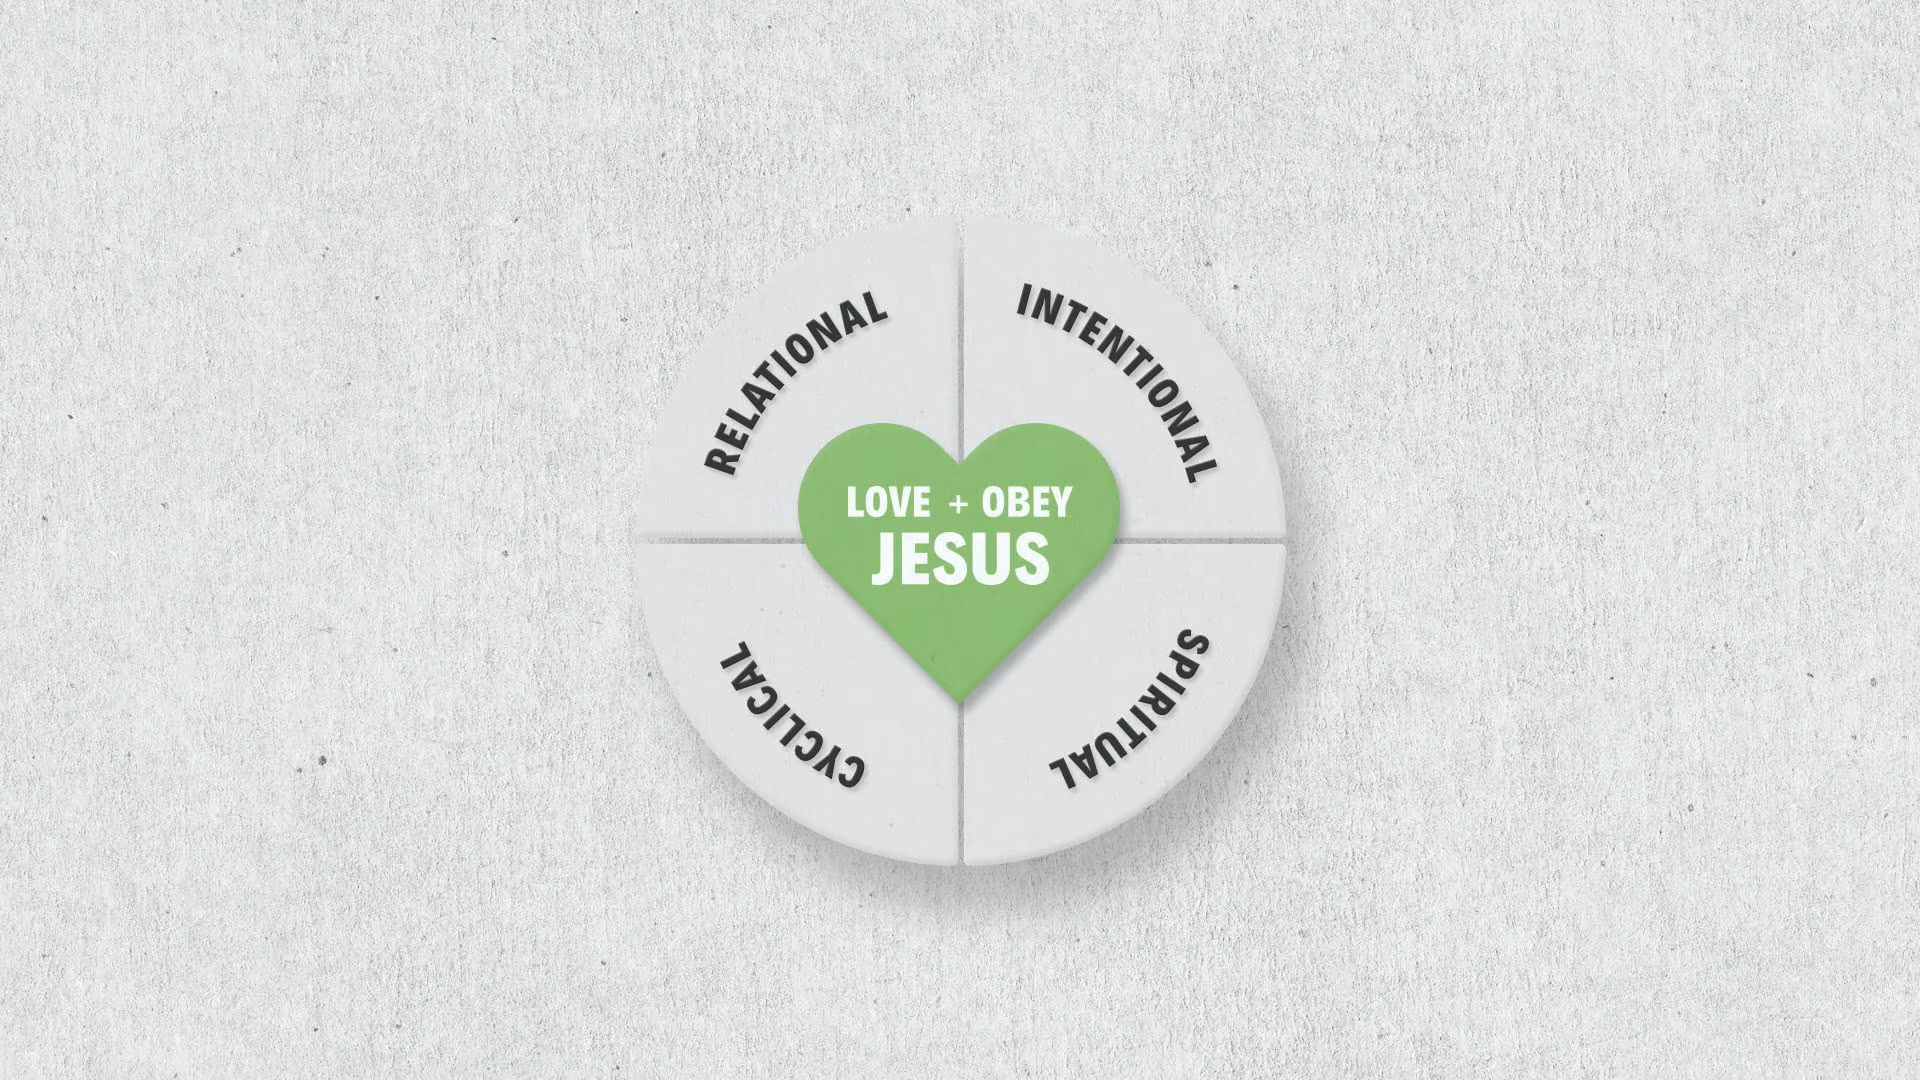 RELATIONAL
INTENTIONAL
LOVE + OBEY
JESUS
CYCLICAL
SPIRITUAL